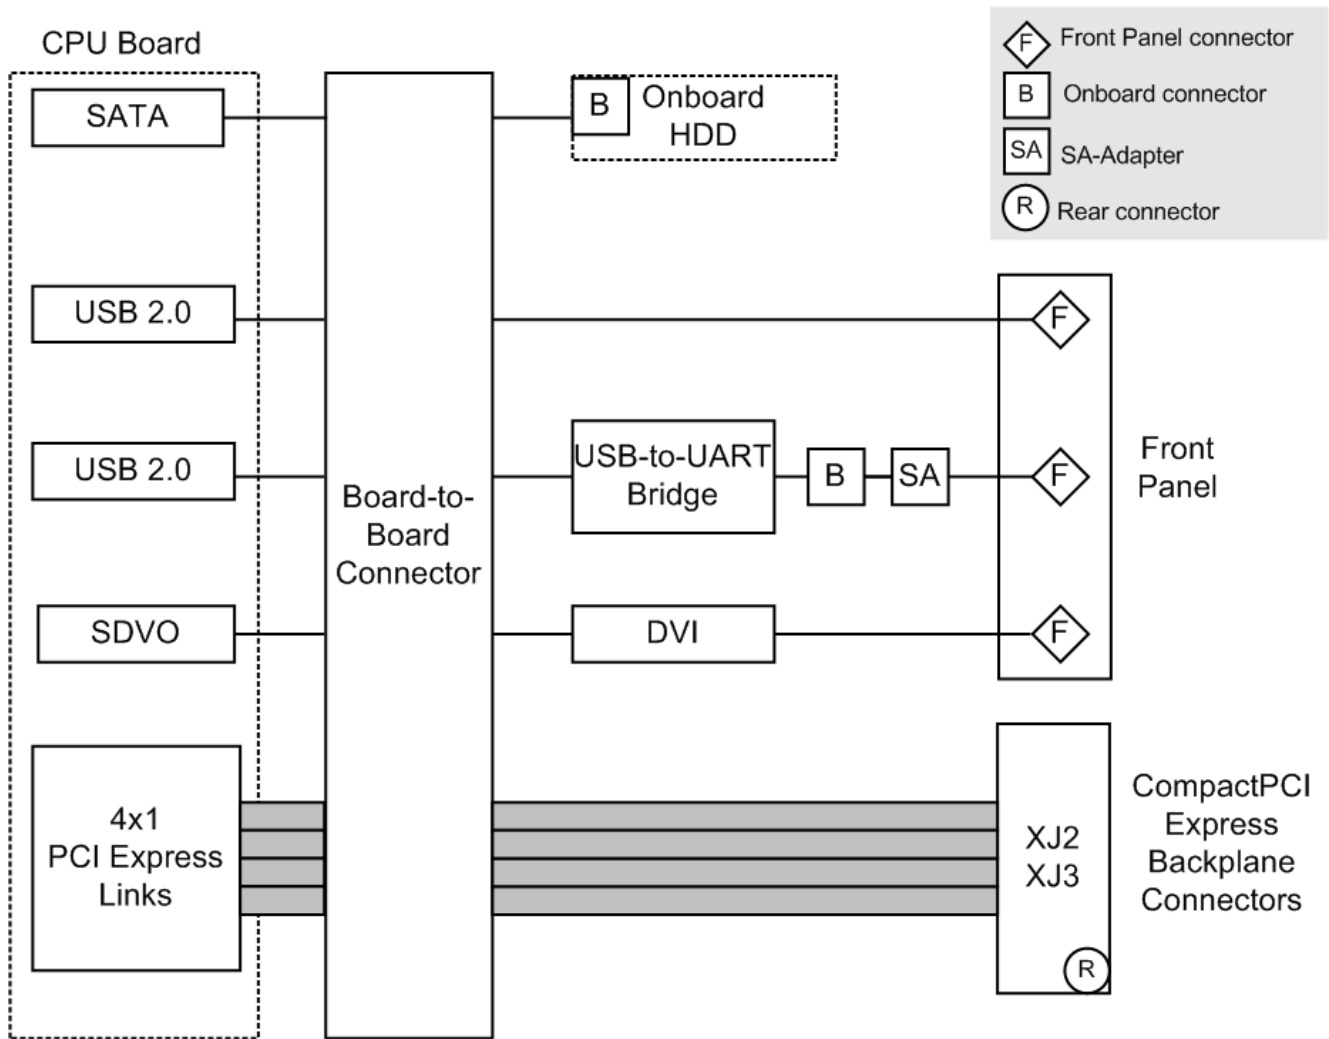 CPU Board
SATA
B
Onboard
HDD
F
Front Panel connector
B
Onboard connector
SA
SA-Adapter
R
Rear connector
USB 2.0
F
USB 2.0
USB-to-UART
Bridge
B
SA
F
Front
Panel
Board-to-
Board
Connector
SDVO
DVI
F
4x1
PCI Express
Links
XJ2
XJ3
R
CompactPCI
Express
Backplane
Connectors